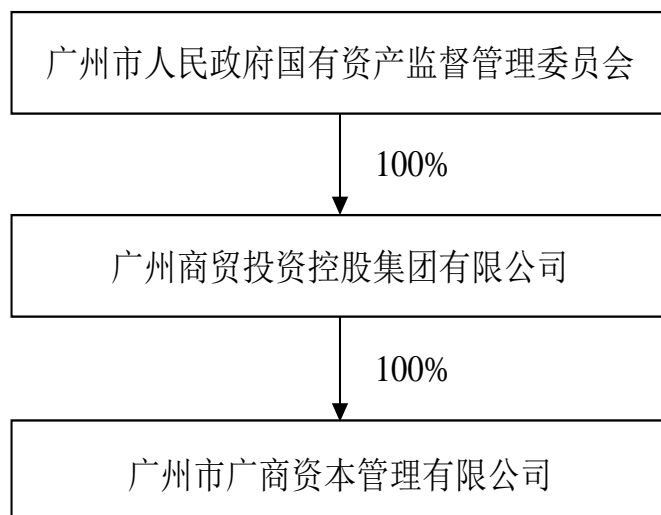 广州市人民政府国有资产监督管理委员会
100%
广州商贸投资控股集团有限公司
100%
广州市广商资本管理有限公司